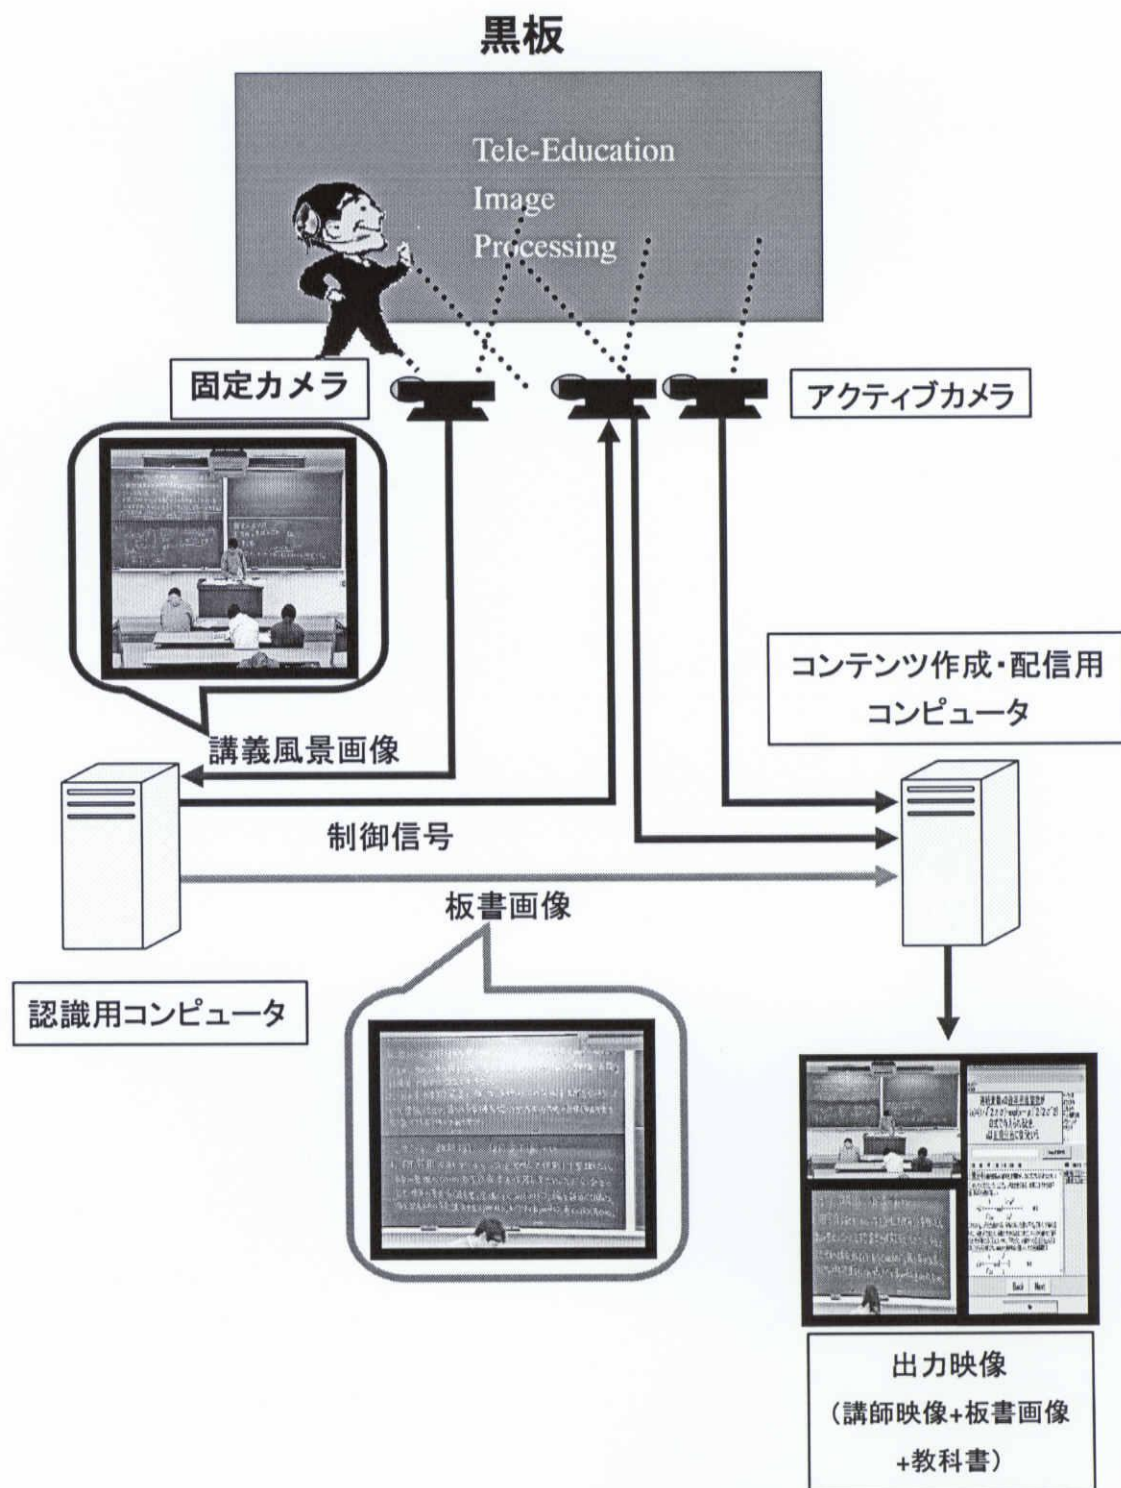 黒板
Tele-Education
Image
Processing
固定カメラ
アクティブカメラ
コンテンツ作成・配信用
コンピュータ
講義風景画像
制御信号
板書画像
認識用コンピュータ
Back Next
出力映像
(講師映像+板書画像
+教科書)